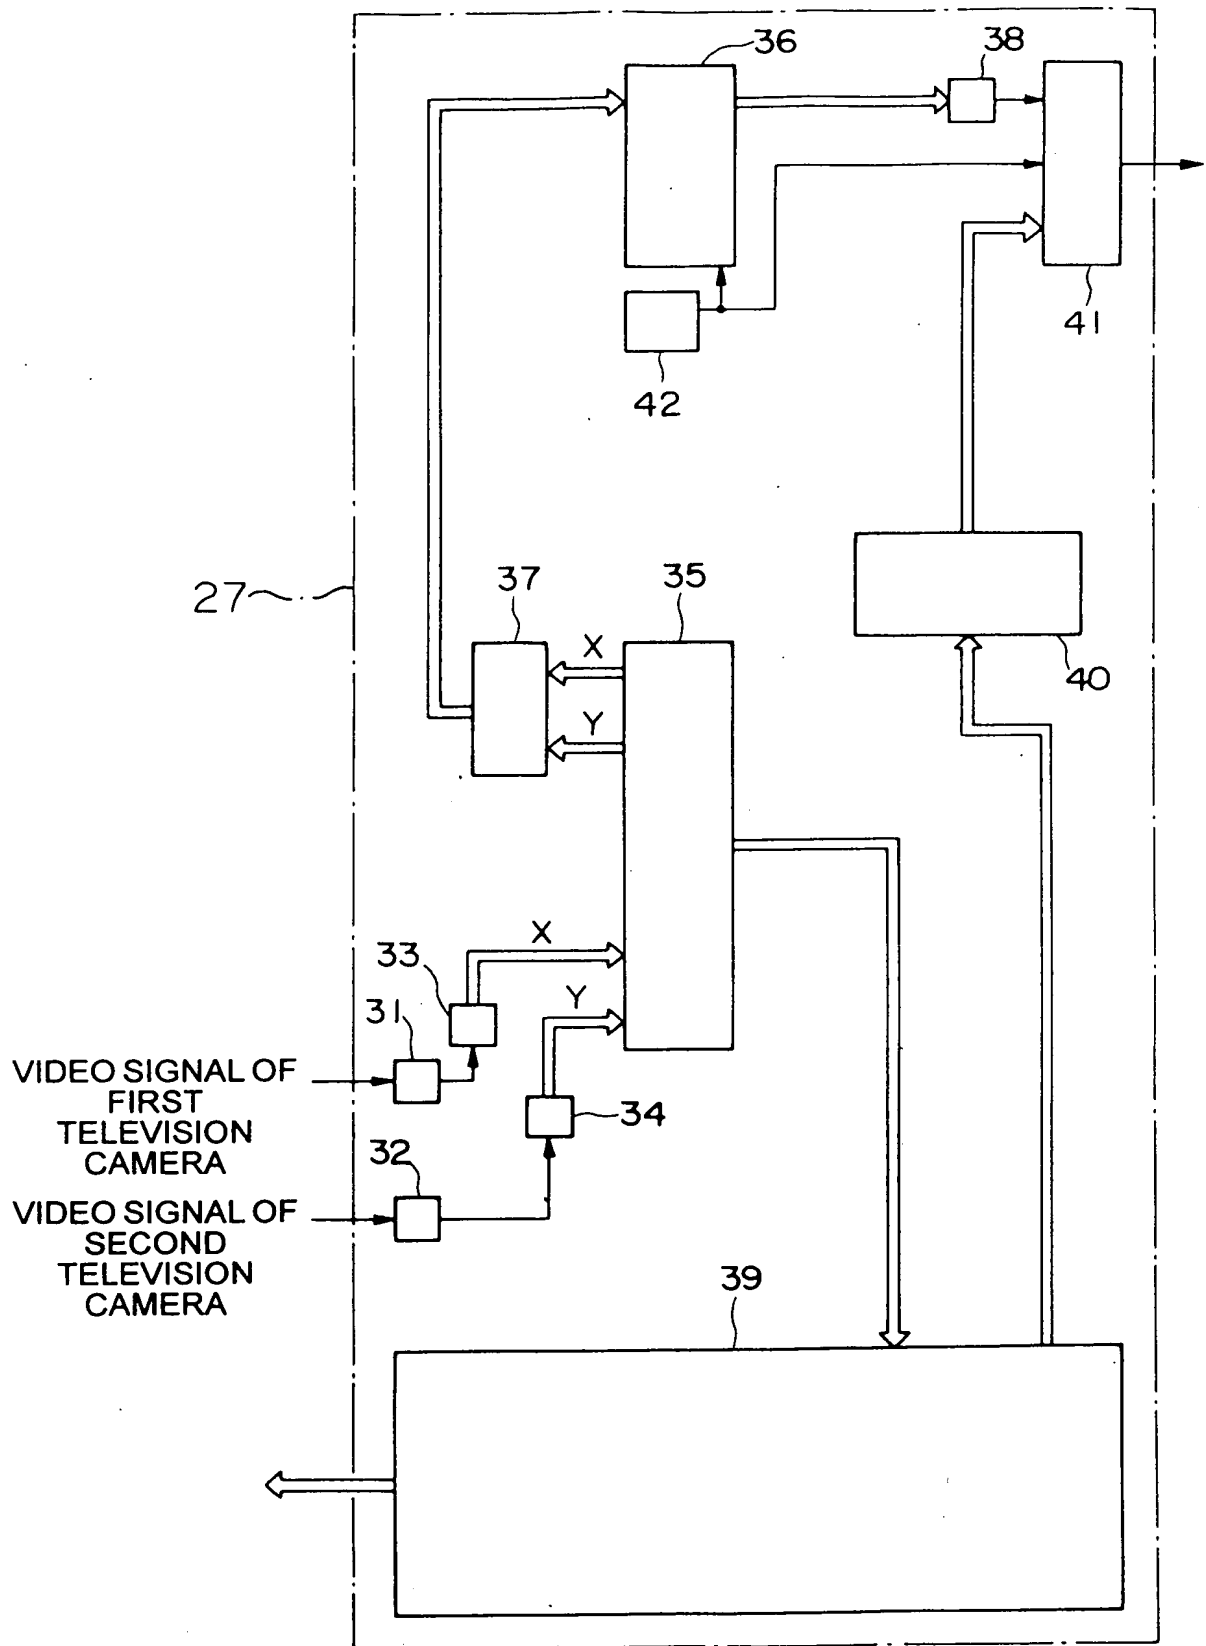 36
38
41
42
27
37
35
X
Y
40
X
33
Y
31
VIDEO SIGNAL OF
FIRST
TELEVISION
CAMERA
34
32
VIDEO SIGNAL OF
SECOND
TELEVISION
CAMERA
39